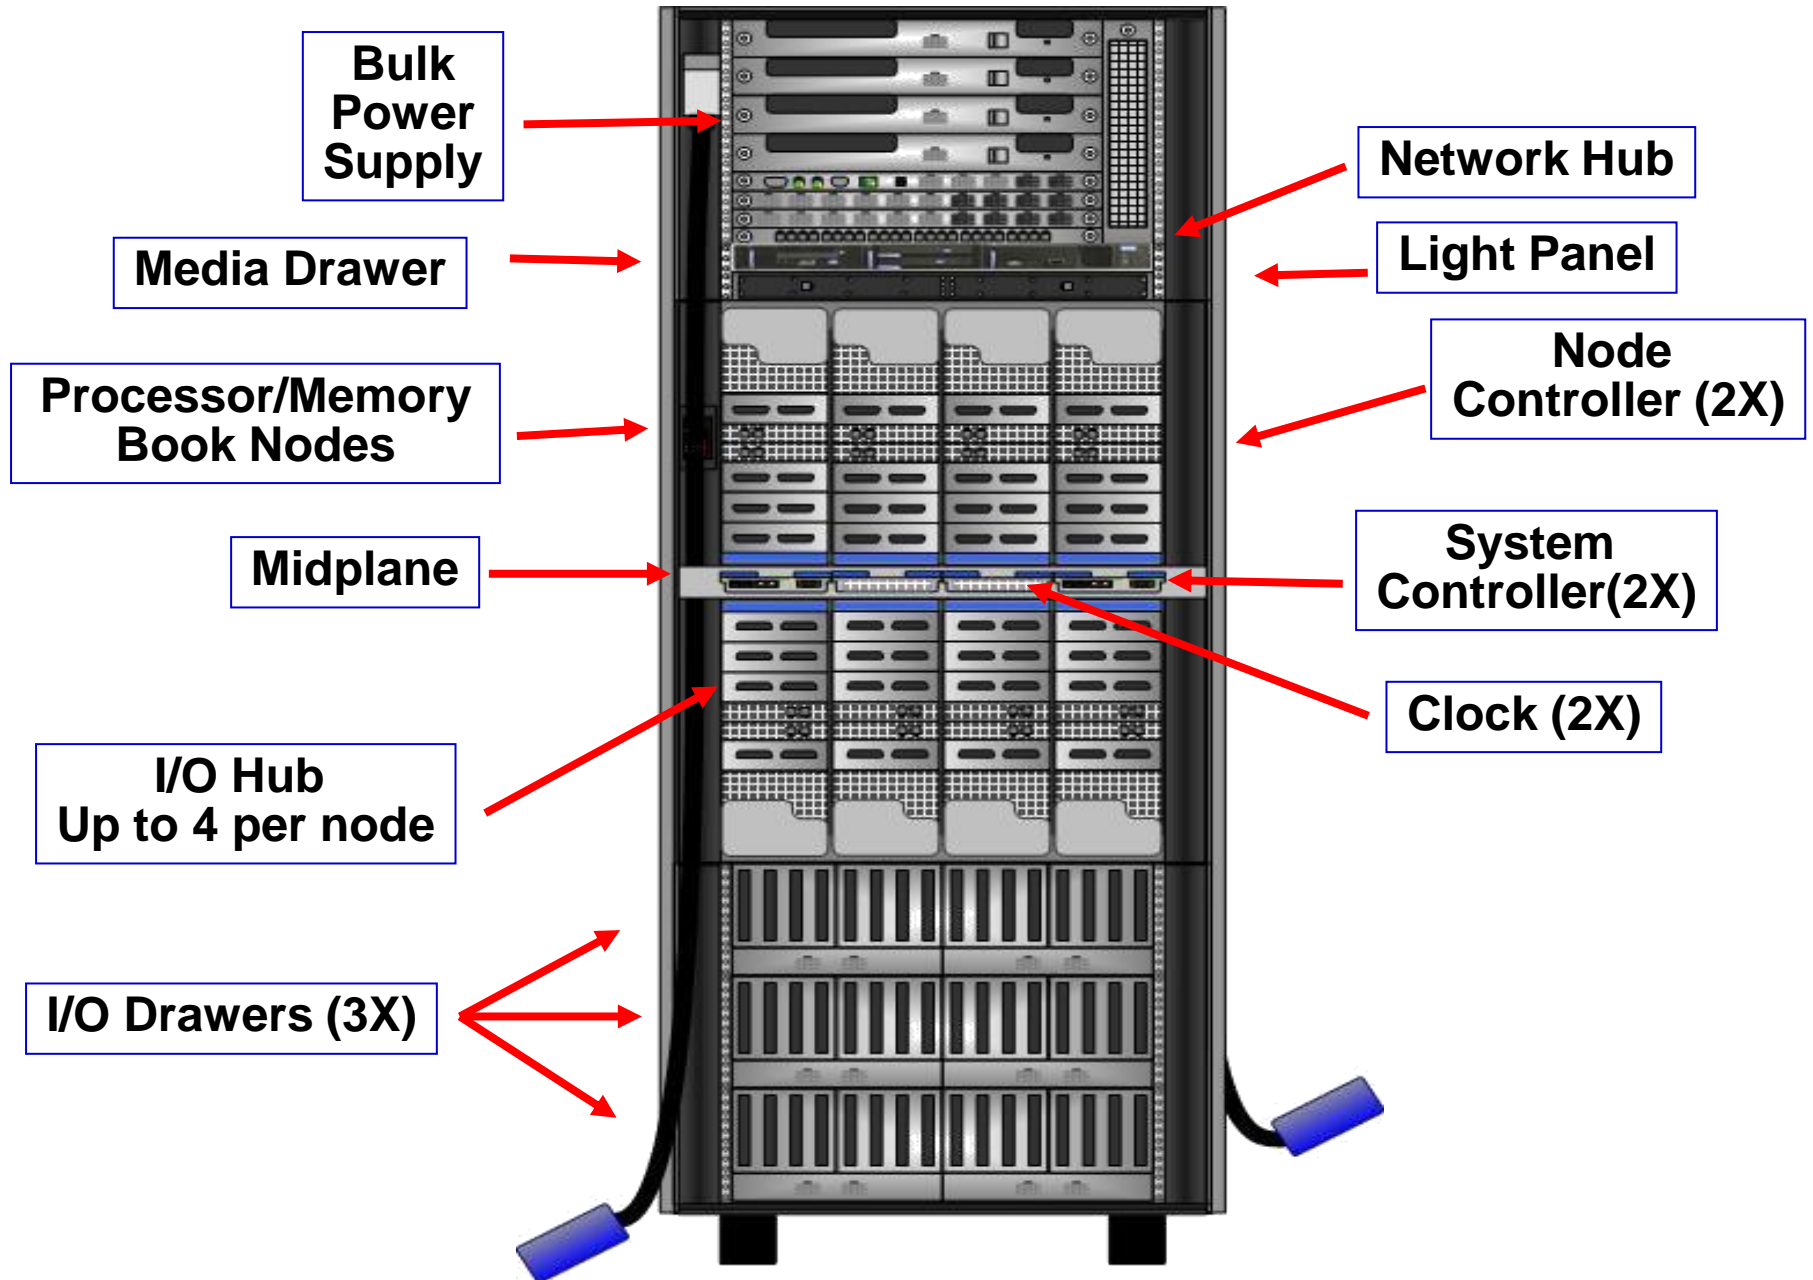 Bulk
Power
Supply
Network Hub
Media Drawer
Light Panel
Node
Controller (2X)
Processor/Memory
Book Nodes
System
Controller(2X)
Midplane
Clock (2X)
I/O Hub
Up to 4 per node
I/O Drawers (3X)